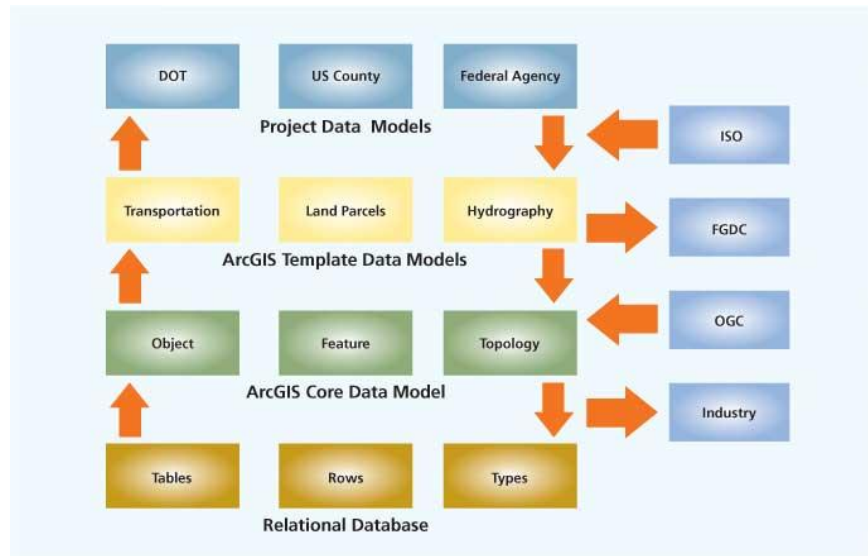 DOT
US County
Federal Agency
Project Data Models
ISO
Transportation
Land Parcels
Hydrography
FGDC
ArcGIS Template Data Models
Object
Feature
Topology
OGC
ArcGIS Core Data Model
Industry
Tables
Rows
Types
Relational Database